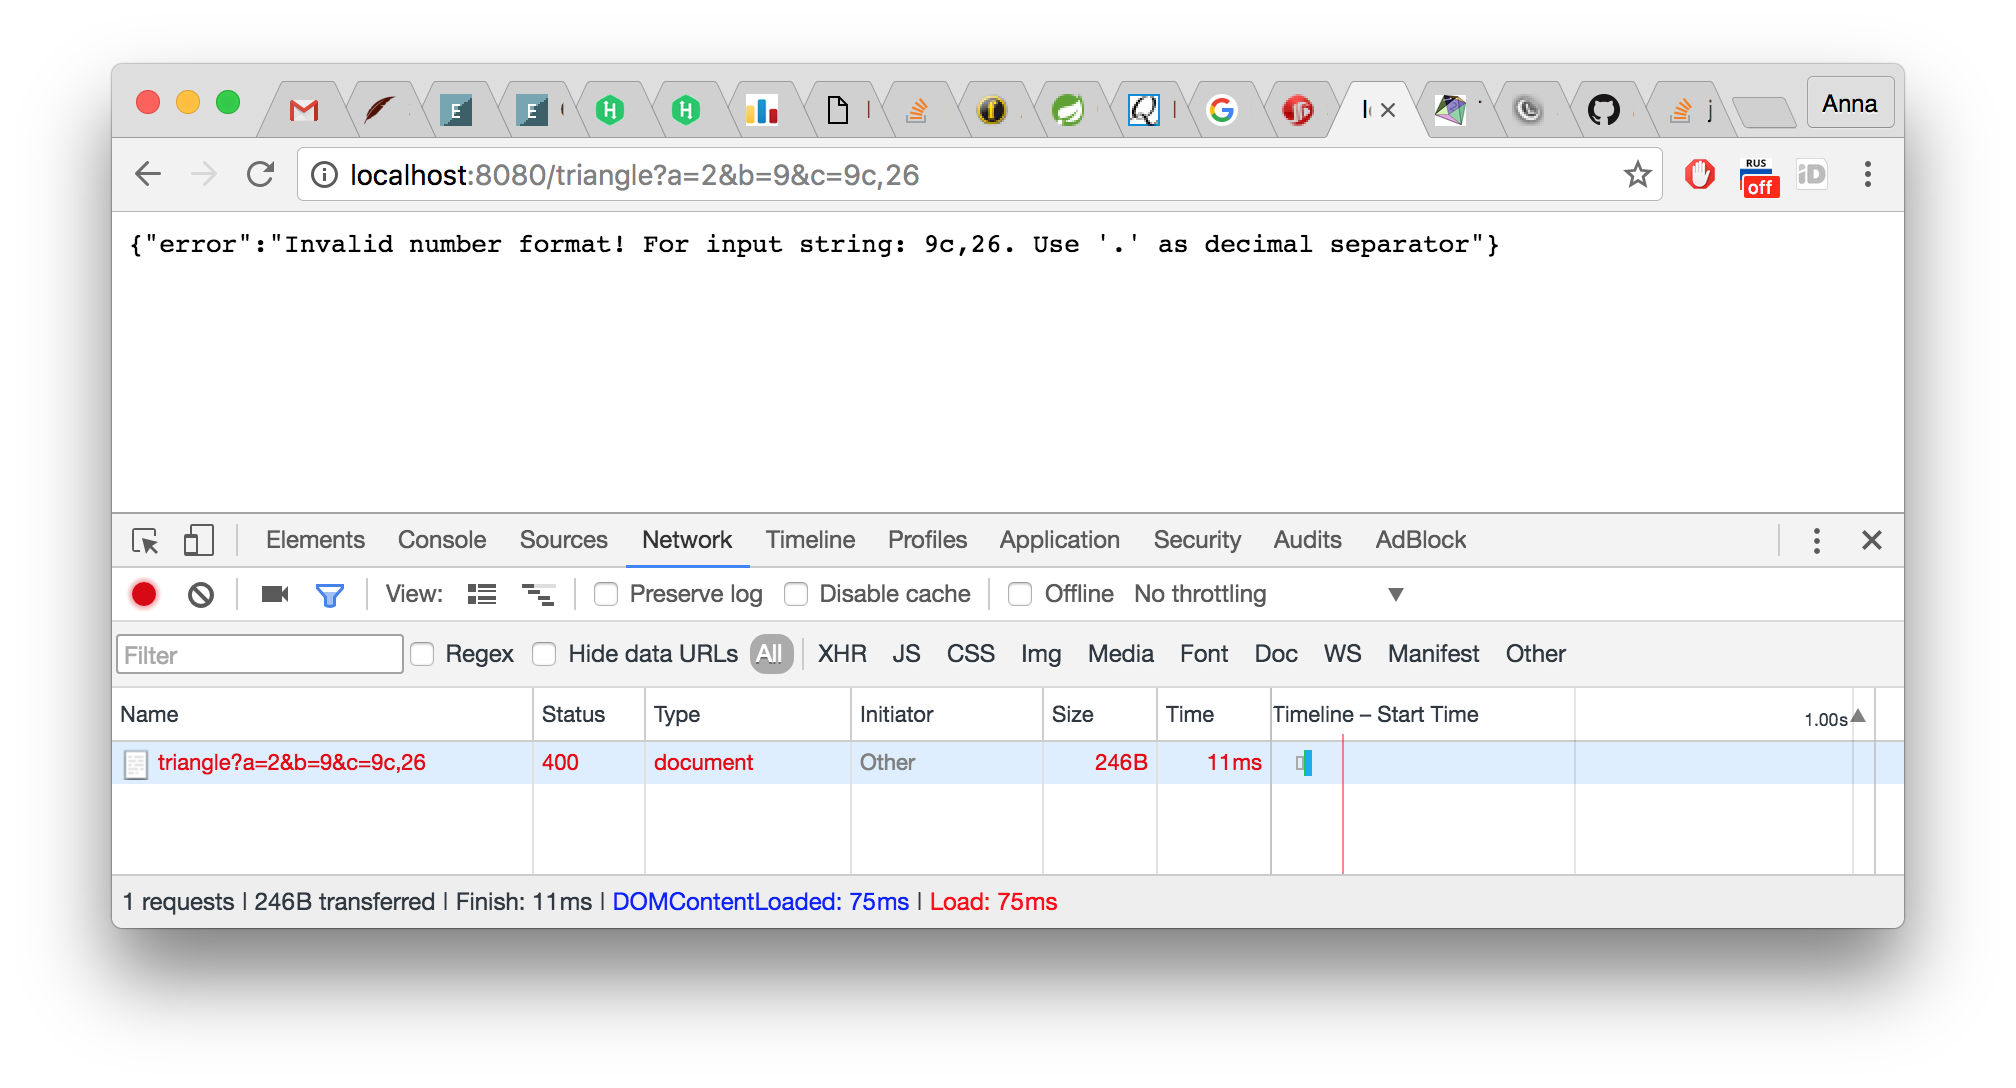 Anna
localhost:8080/triangle?a=2&b=9&c=9c,26
RUS
off
iD
{"error":"Invalid number format! For input string: 9c,26. Use '.' as decimal separator"}
Elements Console Sources Network Timeline Profiles Application Security Audits AdBlock
View: Preserve log Disable cache Offline No throttling
Filter Regex Hide data URLs All XHR JS CSS Img Media Font Doc WS Manifest Other
Name Status Type Initiator Size Time Timeline – Start Time 1.00s
triangle?a=2&b=9&c=9c,26 400 document Other 246B 11ms
1 requests | 246B transferred | Finish: 11ms | DOMContentLoaded: 75ms | Load: 75ms